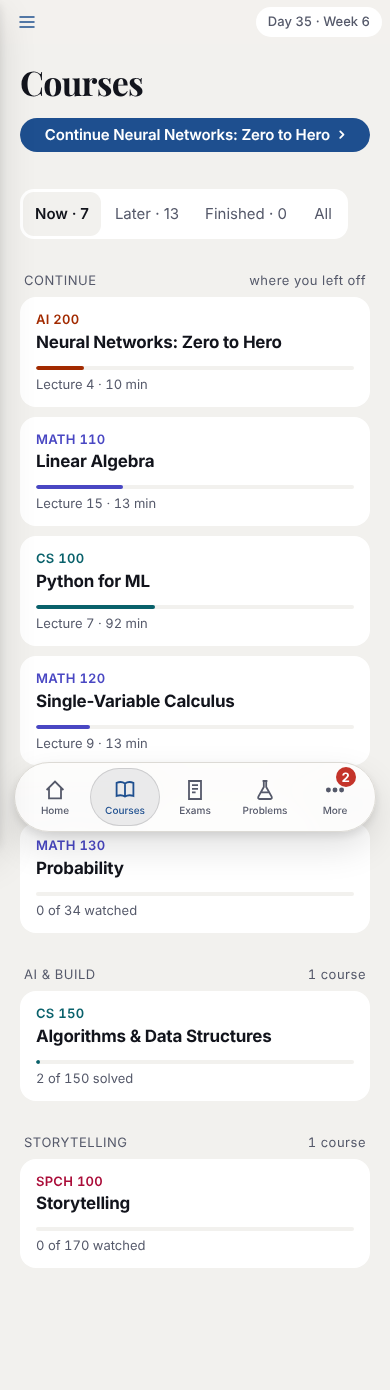 Day 35 · Week 6
Courses
Continue Neural Networks: Zero to Hero
Now · 7
Later · 13
Finished · 0
All
CONTINUE
where you left off
AI 200
Neural Networks: Zero to Hero
Lecture 4 · 10 min
MATH 110
Linear Algebra
Lecture 15 · 13 min
CS 100
Python for ML
Lecture 7 · 92 min
MATH 120
Single-Variable Calculus
Lecture 9 · 13 min
2
Home
Courses
Exams
Problems
More
MATH 130
Probability
0 of 34 watched
AI & BUILD
1 course
CS 150
Algorithms & Data Structures
2 of 150 solved
STORYTELLING
1 course
SPCH 100
Storytelling
0 of 170 watched